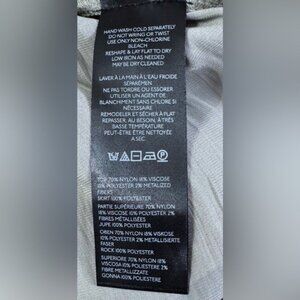 HAND WASH COLD SEPARATELY
DO NOT WRING OR TWIST
USE ONLY NON-CHLORINE
BLEACH
RESHAPE & LAY FLAT TO DRY
LOW IRON AS NEEDED
MAY BE DRY CLEANED
LAVER À LA MAIN À L'EAU FROIDE
SÉPARÉMEN
NE PAS TORDRE OU ESSORER
UTILISER UN AGENT DE
BLANCHIMENT SANS CHLORE SI
NÉCESSAIRE
REMODELER ET SÉCHER À PLAT
REPASSER, AU BESOIN, À TRÈS
BASSE TEMPÉRATURE
PEUT-ÊTRE ÊTRE NETTOYÉE
A SEC
TOP 70% NYLON 18% VISCOSE
10% POLYESTER 2% METALIZED
FIBERS
SKIRT 100% POLYESTER
PARTIE SUPÉRIEURE 70% NYLON
18% VISCOSE 10% POLYESTER 2%
FIBRES MÉTALLISÉES
JUPE 100% POLYESTER
OBEN 70% NYLON 18% VISKOSE
10% POLYESTER 2% METALLISIERTE
FASER
ROCK 100% POLYESTER
SUPERIORE 70% NYLON 18%
VISCOSA 10% POLIESTERE 2%
FIBRE METALLIZZATE
GONNA 100% POLIESTERE